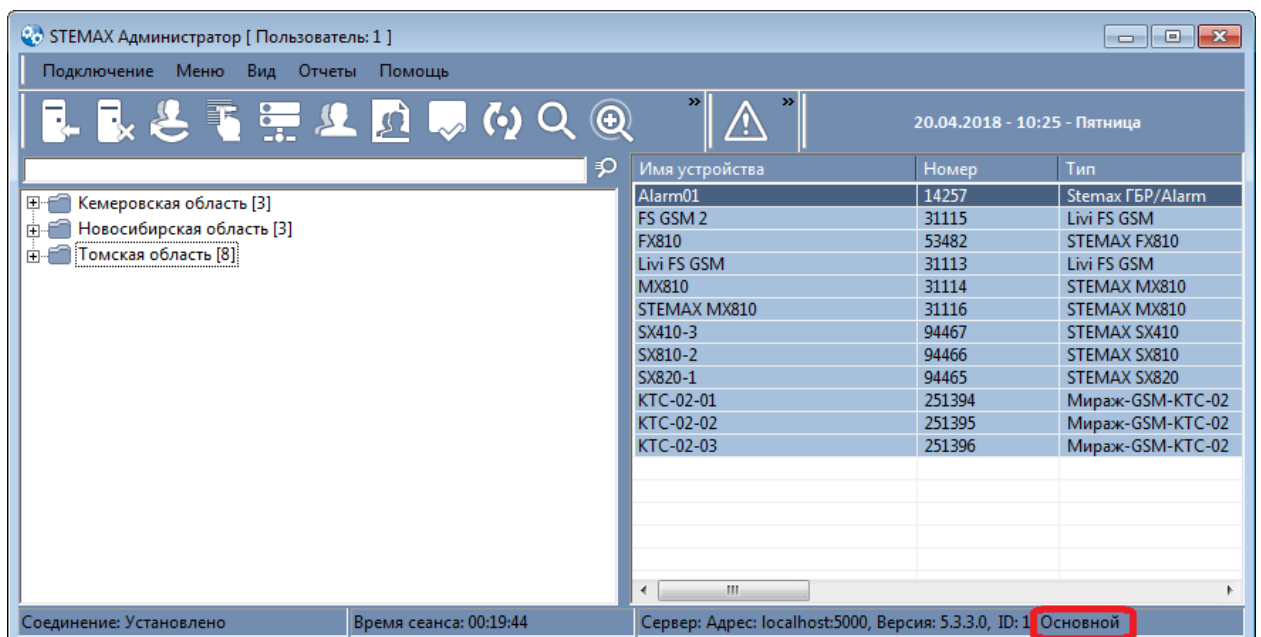 STEMAX Администратор [ Пользователь: 1 ]
Подключение Меню Вид Отчеты Помощь
20.04.2018 - 10:25 - Пятница
Имя устройства Номер Тип
Кемеровская область [3]
Новосибирская область [3]
Томская область [8]
Alarm01 14257 Stemax ГБР/Alarm
FS GSM 2 31115 Livi FS GSM
FX810 53482 STEMAX FX810
Livi FS GSM 31113 Livi FS GSM
MX810 31114 STEMAX MX810
STEMAX MX810 31116 STEMAX MX810
SX410-3 94467 STEMAX SX410
SX810-2 94466 STEMAX SX810
SX820-1 94465 STEMAX SX820
КТС-02-01 251394 Мираж-GSM-КТС-02
КТС-02-02 251395 Мираж-GSM-КТС-02
КТС-02-03 251396 Мираж-GSM-КТС-02
Соединение: Установлено Время сеанса: 00:19:44 Сервер: Адрес: localhost:5000, Версия: 5.3.3.0, ID: 1 Основной